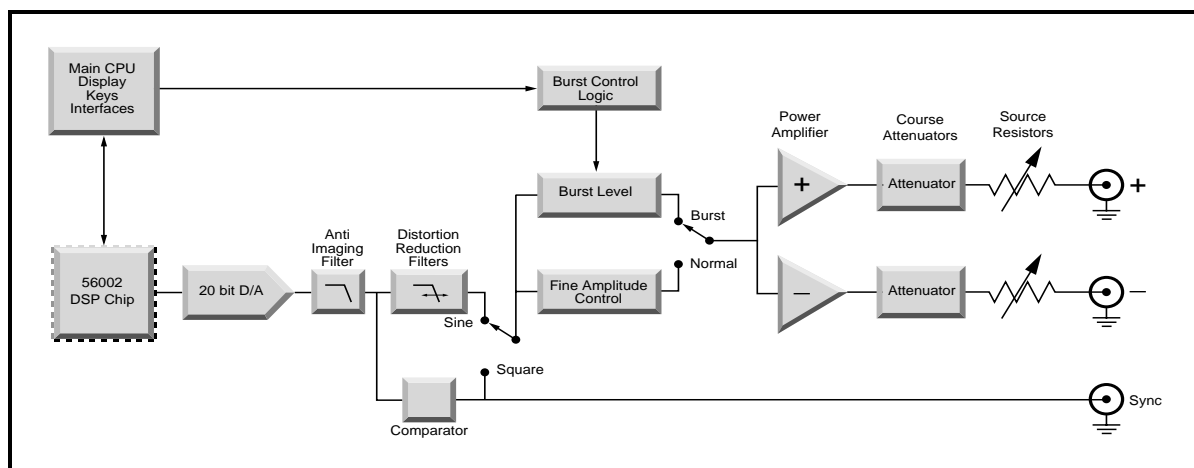 Main CPU
Display
Keys
Interfaces
Burst Control
Logic
Power
Amplifier
Course
Attenuators
Source
Resistors
Burst Level
+
Attenuator
+
Burst
Anti
Imaging
Filter
Distortion
Reduction
Filters
Normal
56002
DSP Chip
20 bit D/A
Fine Amplitude
Control
−
Attenuator
−
Sine
Square
Comparator
Sync